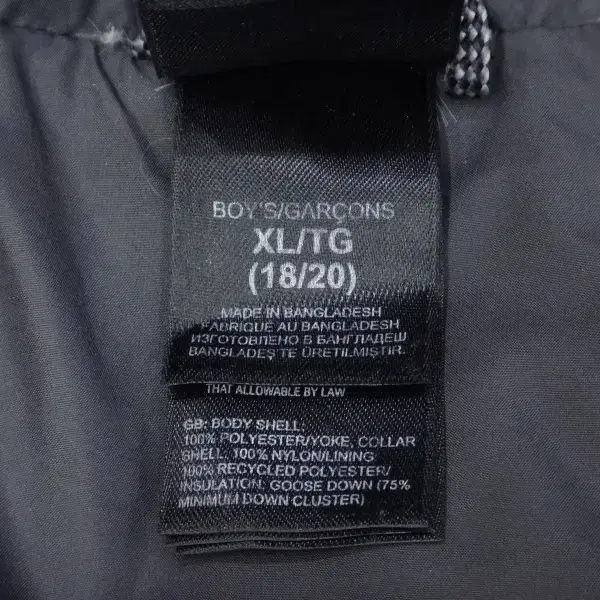 BOY'S/GARÇONS
XL/TG
(18/20)
MADE IN BANGLADESH
FABRIQUE AU BANGLADESH
ИЗГОТОВЛЕНО В БАНГЛАДЕШ
BANGLADEŞ TE ÜRETILMIŞTIR.
THAT ALLOWABLE BY LAW
GB: BODY SHELL:
100% POLYESTER/YOKE, COLLAR
SHELL: 100% NYLON/LINING
100% RECYCLED POLYESTER/
INSULATION: GOOSE DOWN (75%
MINIMUM DOWN CLUSTER)